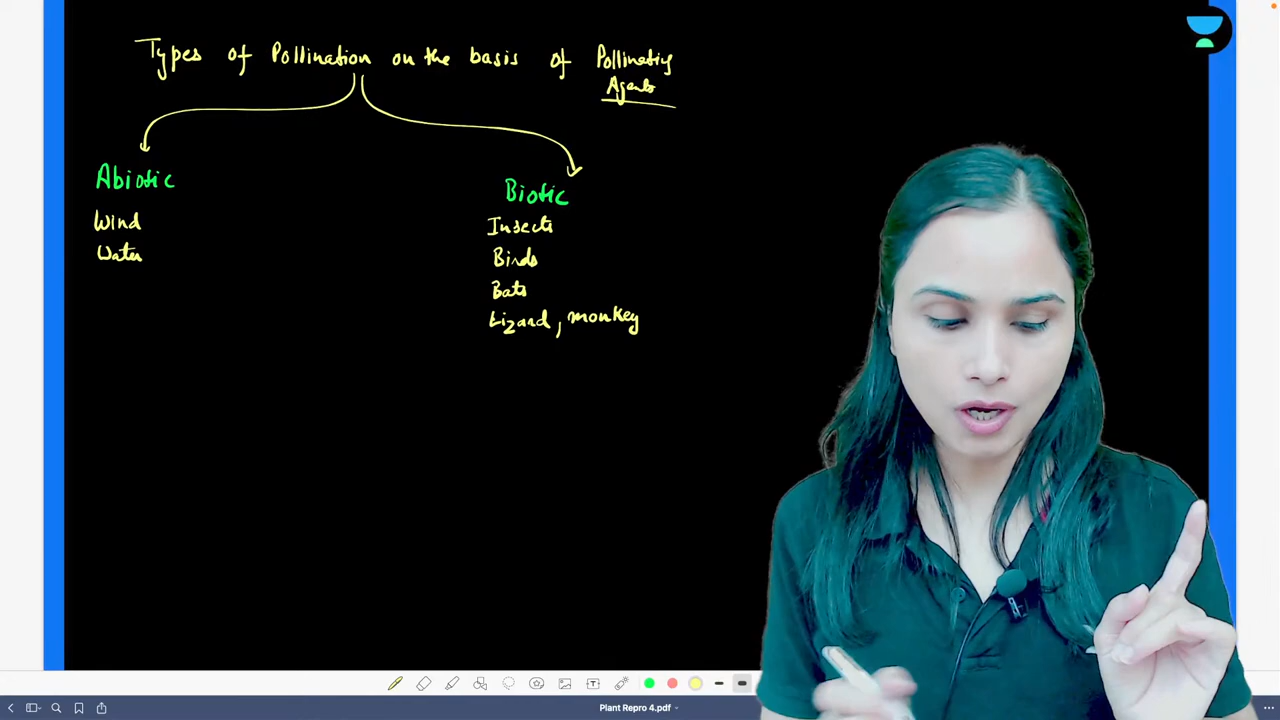 Types of Pollination on the basis of Pollinating
Agents
Abiotic
Biotic
Wind
Insects
Water
Birds
Bats
Lizard, monkey
Plant Repro 4.pdf